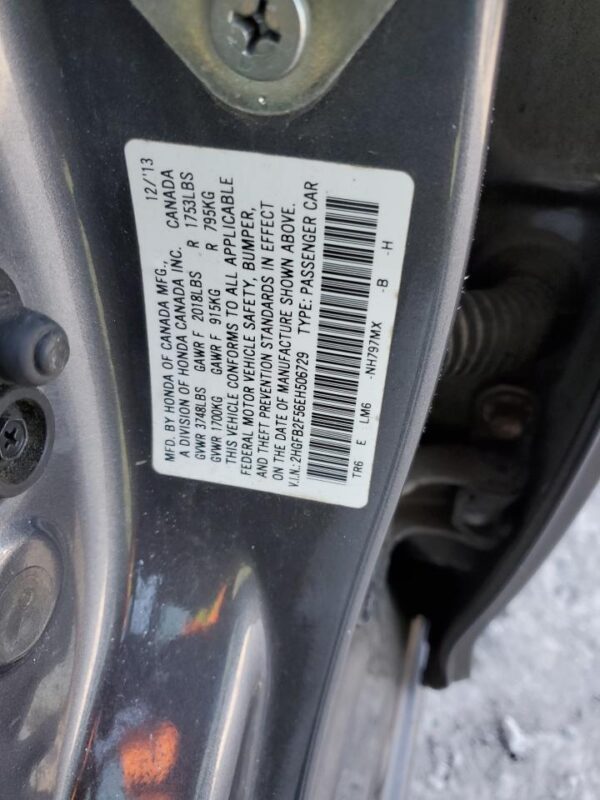 MFD. BY HONDA OF CANADA MFG., 12/'13
A DIVISION OF HONDA CANADA INC. CANADA
GVWR 3748LBS GAWR F 2018LBS R 1753LBS
GVWR 1700KG GAWR F 915KG R 795KG
THIS VEHICLE CONFORMS TO ALL APPLICABLE
FEDERAL MOTOR VEHICLE SAFETY, BUMPER,
AND THEFT PREVENTION STANDARDS IN EFFECT
ON THE DATE OF MANUFACTURE SHOWN ABOVE.
V.I.N.:2HGFB2F56EH506729 TYPE: PASSENGER CAR
TR6 E LM6 -NH797MX -B -H